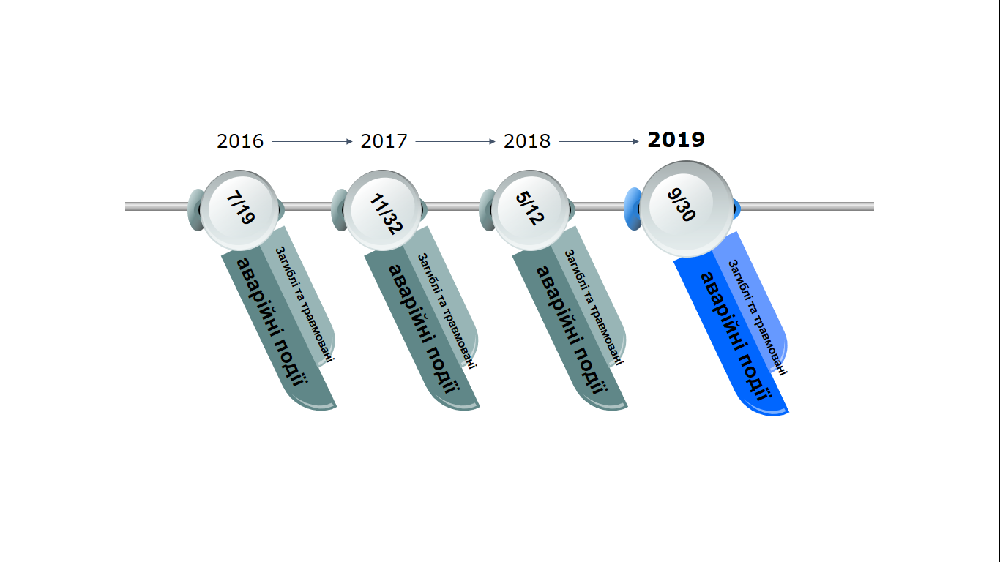 2016
2017
2018
2019
7/19
11/32
5/12
9/30
аварійні події
Загиблі та травмовані
аварійні події
Загиблі та травмовані
аварійні події
Загиблі та травмовані
аварійні події
Загиблі та травмовані